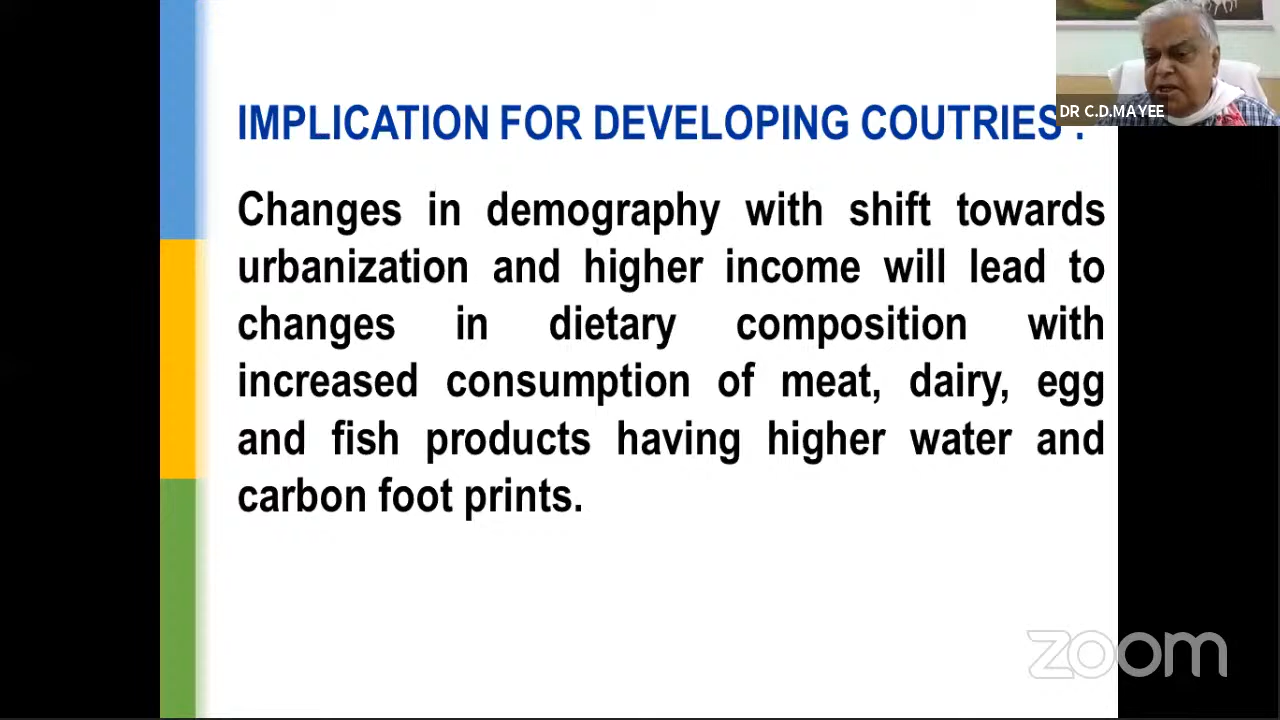 IMPLICATION FOR DEVELOPING COUTRIES :
DR C.D.MAYEE
Changes in demography with shift towards
urbanization and higher income will lead to
changes in dietary composition with
increased consumption of meat, dairy, egg
and fish products having higher water and
carbon foot prints.
zoom